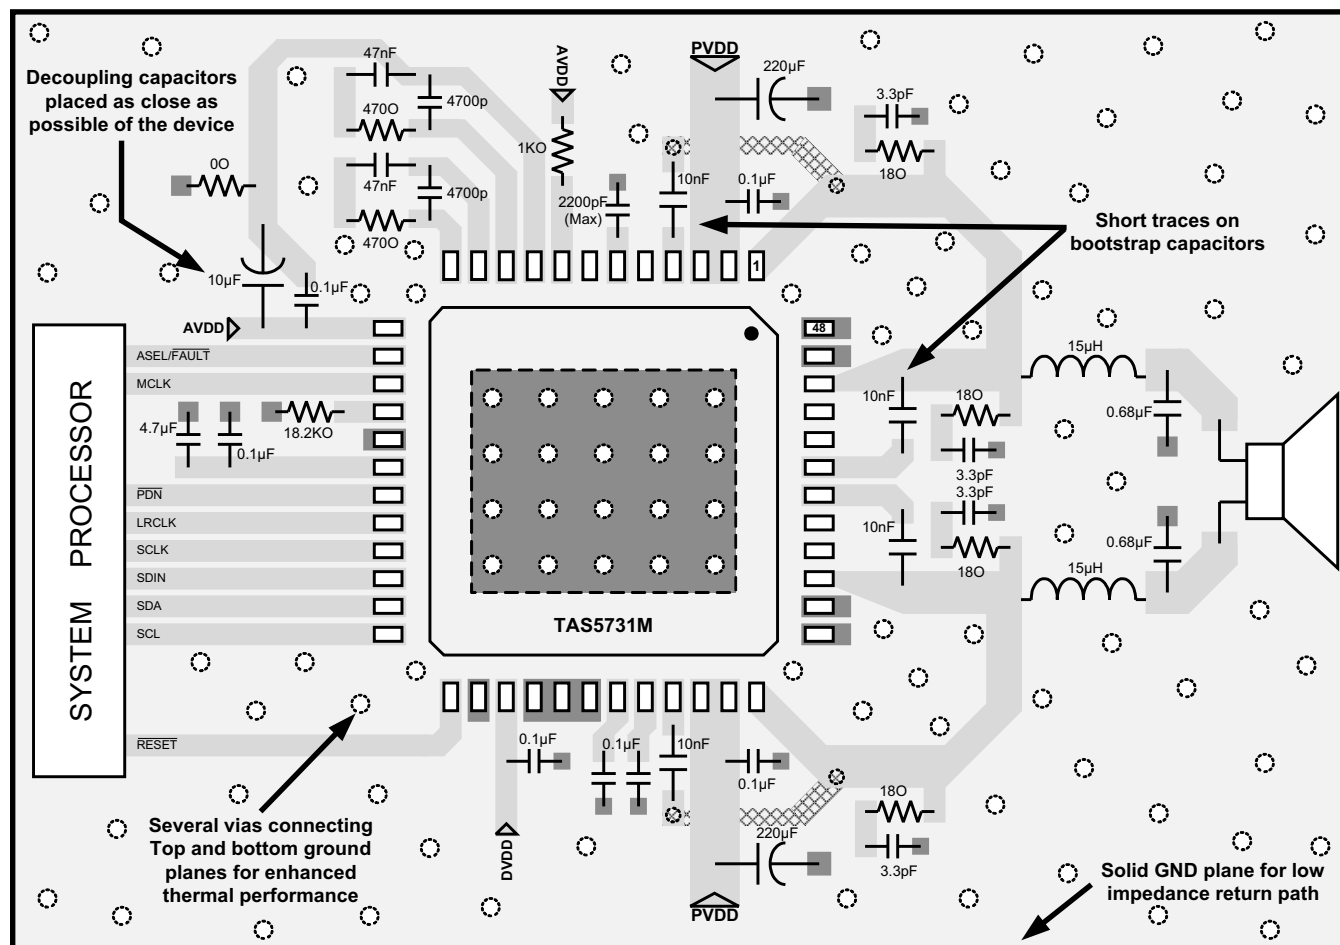 Decoupling capacitors
placed as close as
possible of the device
47nF
4700p
470O
47nF
4700p
470O
0O
10µF
0.1µF
AVDD
1KO
2200pF
(Max)
10nF
PVDD
220µF
0.1µF
3.3pF
18O
Short traces on
bootstrap capacitors
1
48
AVDD
SYSTEM PROCESSOR
ASEL/FAULT
MCLK
4.7µF
0.1µF
18.2KO
PDN
LRCLK
SCLK
SDIN
SDA
SCL
RESET
TAS5731M
10nF
18O
3.3pF
3.3pF
10nF
18O
15µH
0.68µF
0.68µF
15µH
0.1µF
0.1µF
10nF
0.1µF
DVDD
220µF
PVDD
18O
3.3pF
Several vias connecting
Top and bottom ground
planes for enhanced
thermal performance
Solid GND plane for low
impedance return path